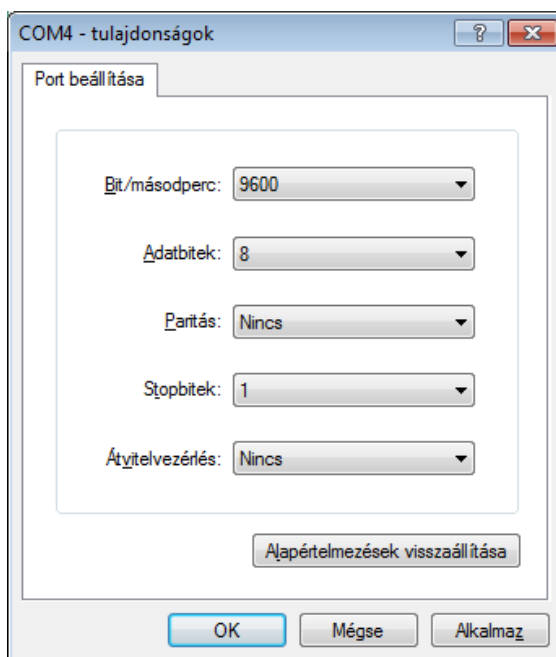 COM4 - tulajdonságok
Port beállítása
Bit/másodperc: 9600
Adatbitek: 8
Paritás: Nincs
Stopbitek: 1
Átvitelvezérlés: Nincs
Alapértelmezések visszaállítása
OK Mégse Alkalmaz